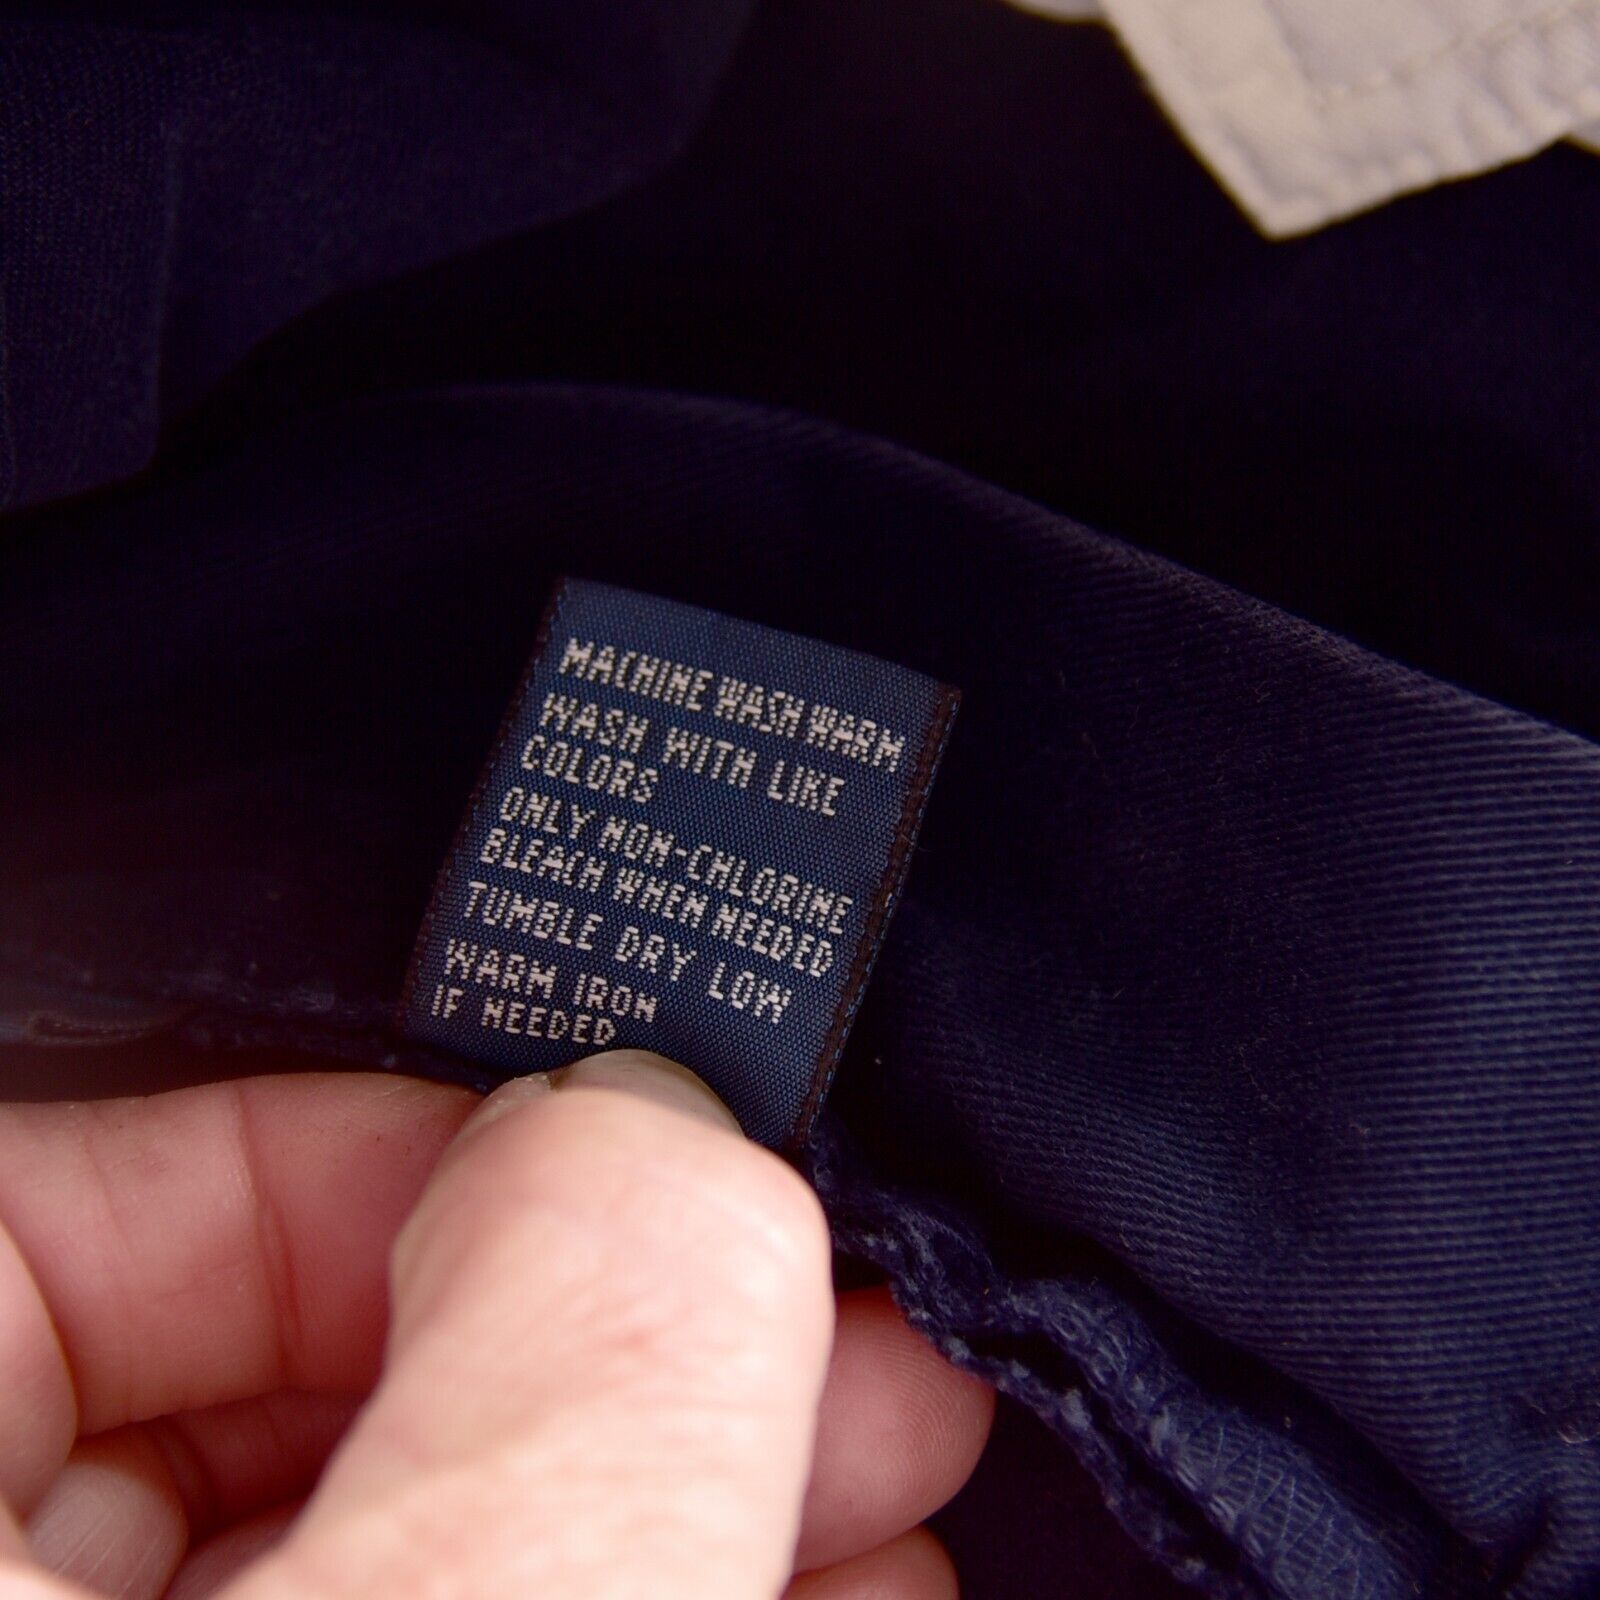 MACHINE WASH WARM
WASH WITH LIKE
COLORS
ONLY NON-CHLORINE
BLEACH WHEN NEEDED
TUMBLE DRY LOW
WARM IRON
IF NEEDED